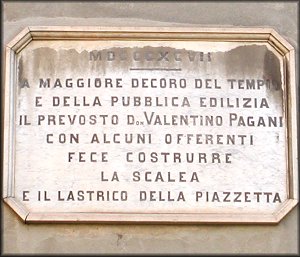 MDCCCXCVII
A MAGGIORE DECORO DEL TEMPIO
E DELLA PUBBLICA EDILIZIA
IL PREVOSTO DON VALENTINO PAGANI
CON ALCUNI OFFERENTI
FECE COSTRURRE
LA SCALEA
E IL LASTRICO DELLA PIAZZETTA